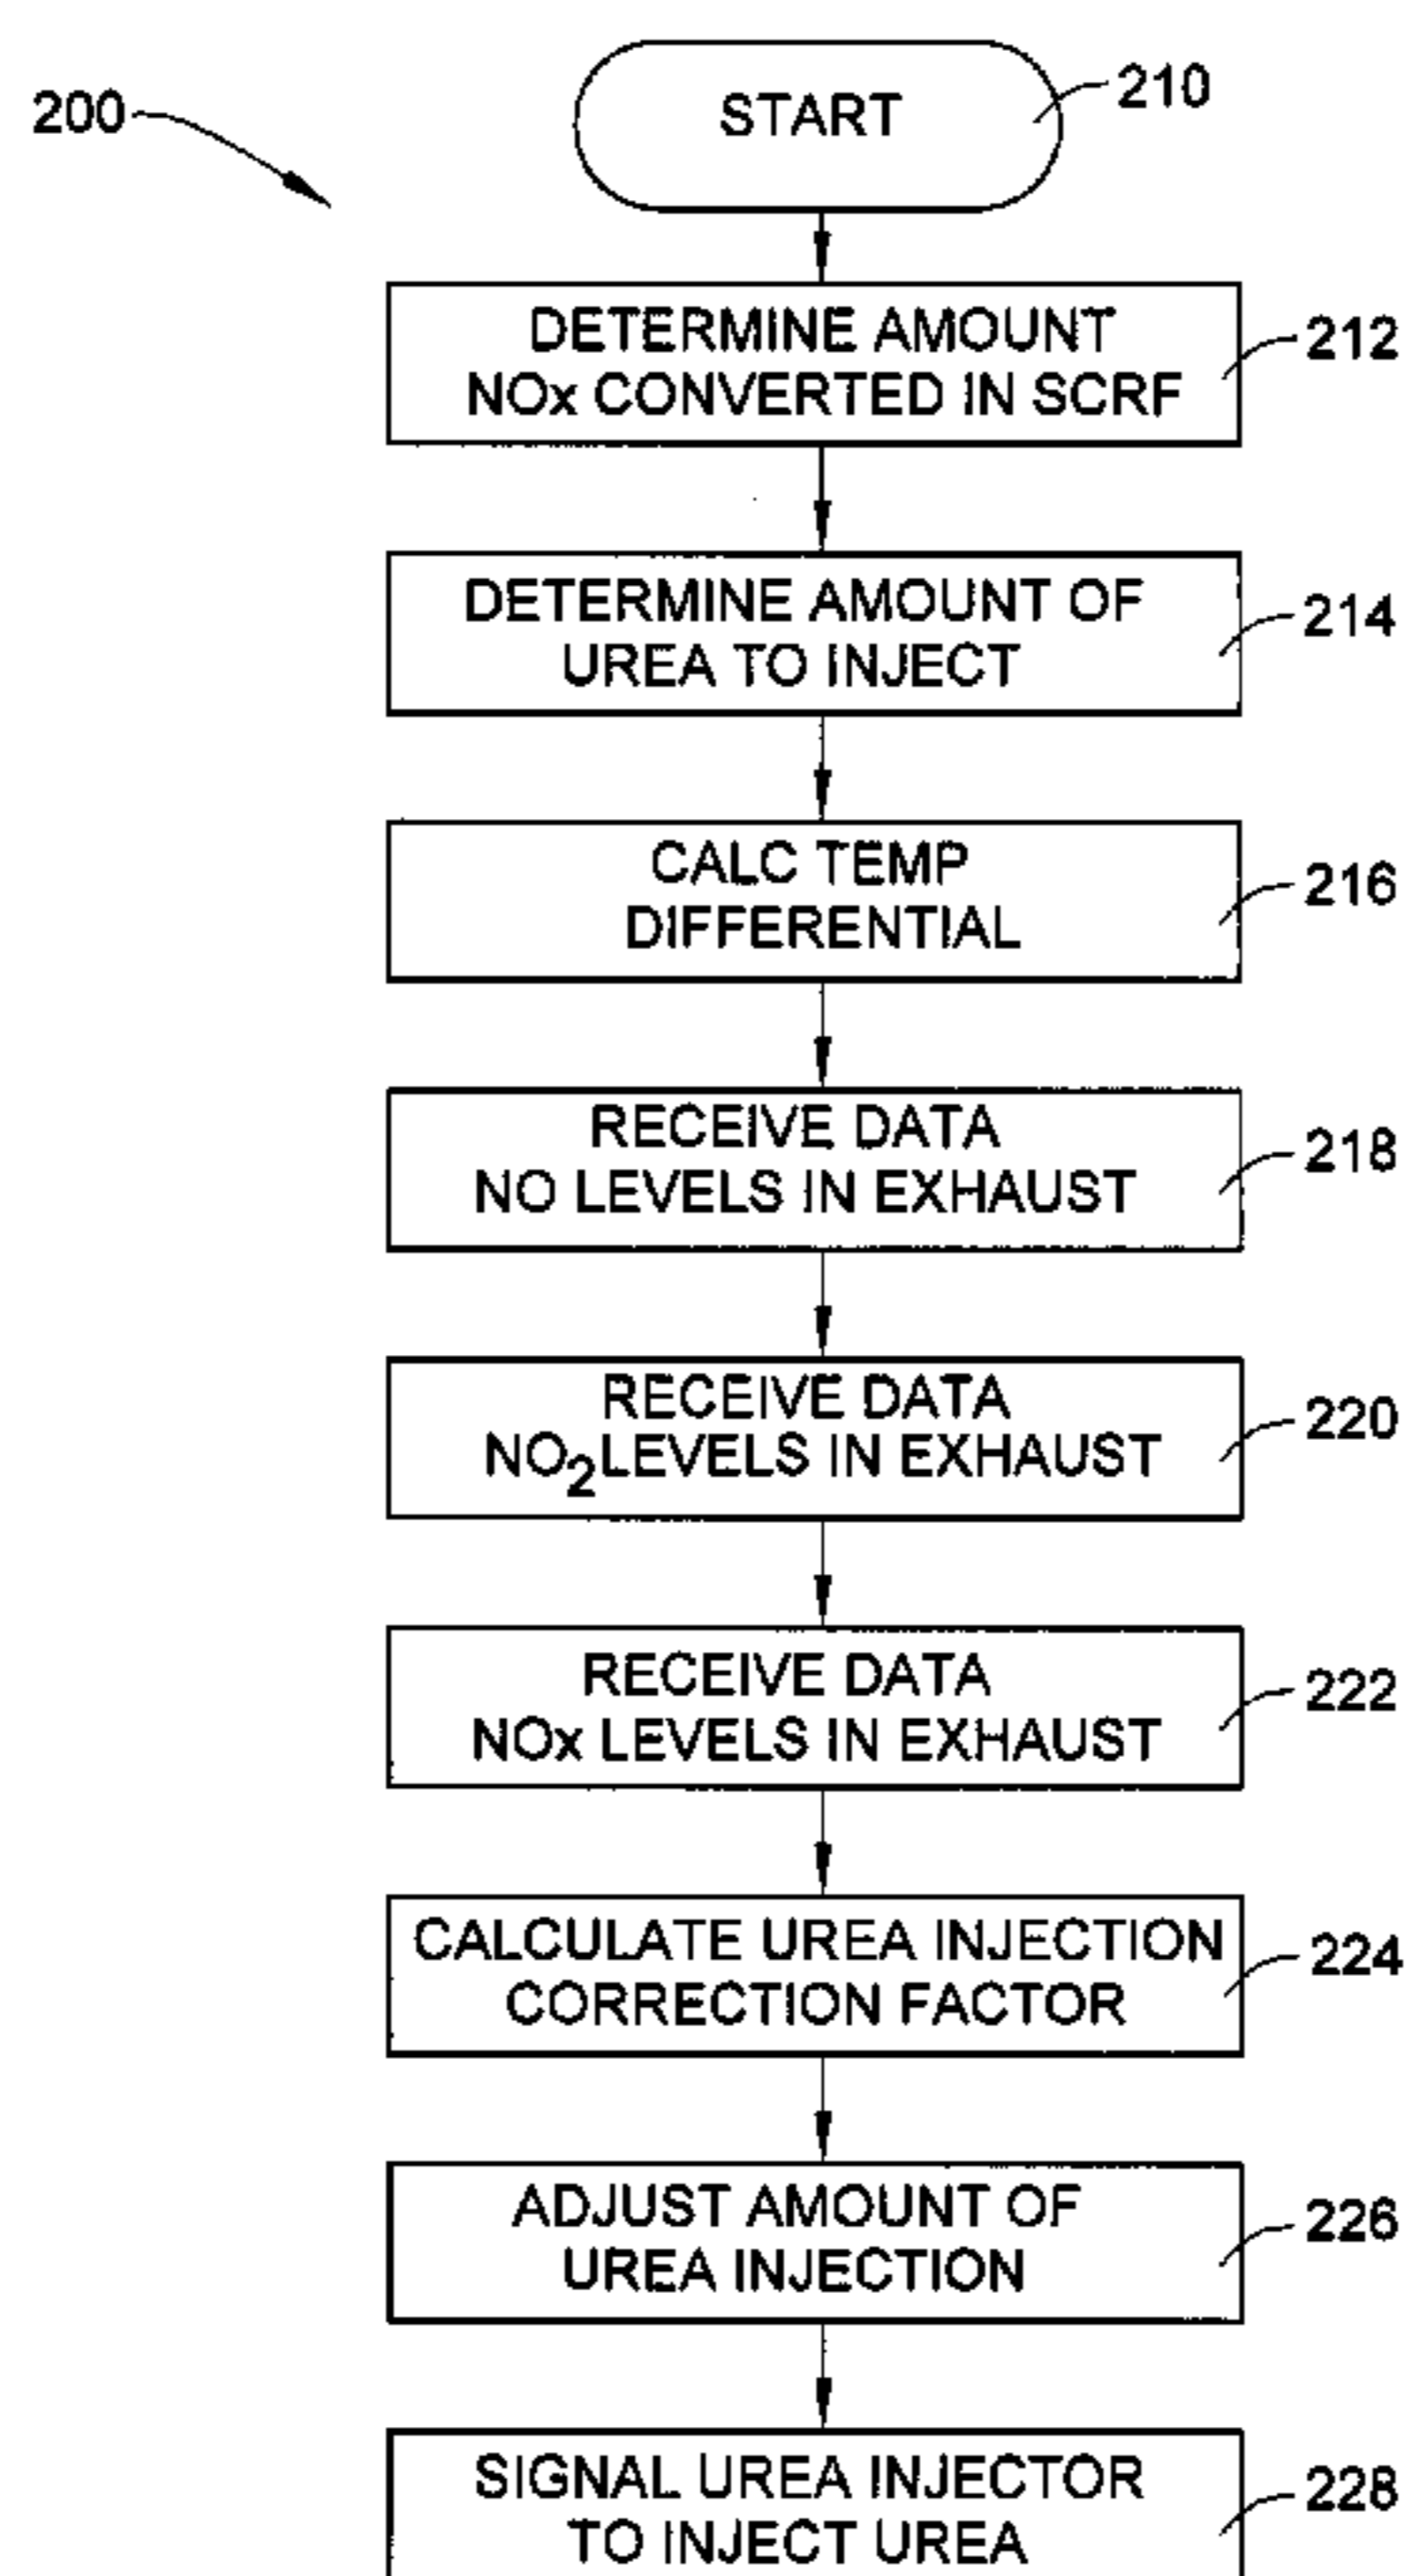 200
START
210
DETERMINE AMOUNT
NOx CONVERTED IN SCRF
212
DETERMINE AMOUNT OF
UREA TO INJECT
214
CALC TEMP
DIFFERENTIAL
216
RECEIVE DATA
NO LEVELS IN EXHAUST
218
RECEIVE DATA
NO₂ LEVELS IN EXHAUST
220
RECEIVE DATA
NOx LEVELS IN EXHAUST
222
CALCULATE UREA INJECTION
CORRECTION FACTOR
224
ADJUST AMOUNT OF
UREA INJECTION
226
SIGNAL UREA INJECTOR
TO INJECT UREA
228